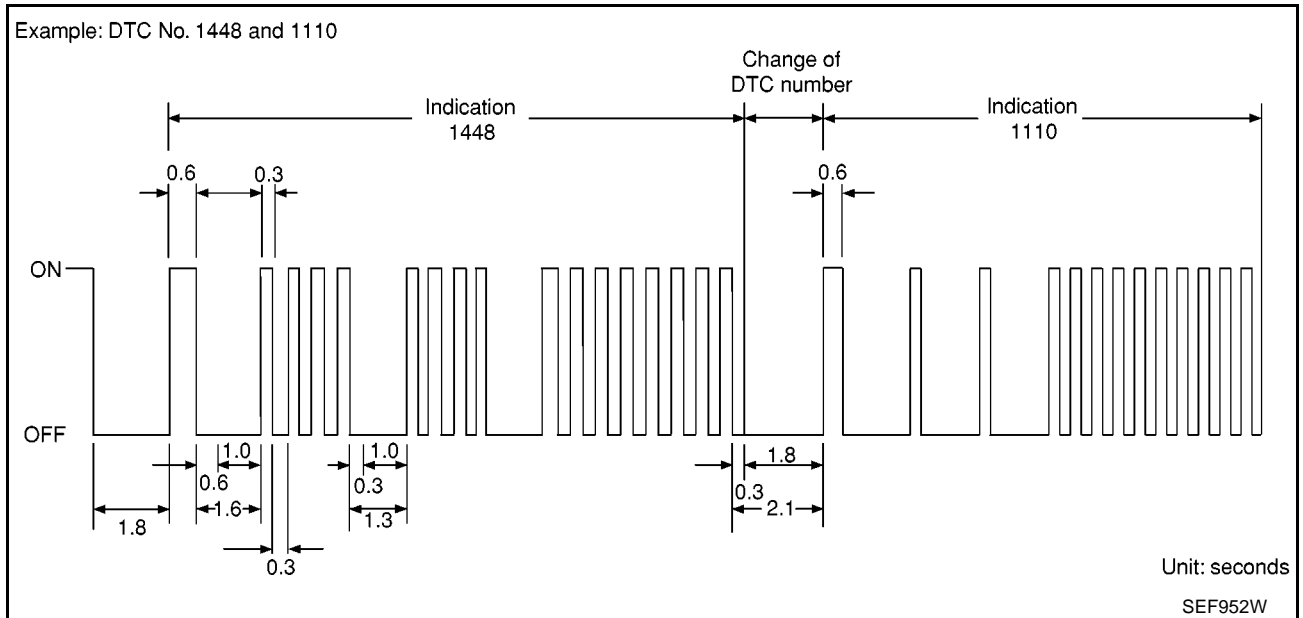 Example: DTC No. 1448 and 1110
Change of
DTC number
Indication
1448
Indication
1110
0.6
0.3
0.6
ON
OFF
1.0
1.0
1.8
0.6
0.3
0.3
1.8
1.6
1.3
2.1
0.3
Unit: seconds
SEF952W